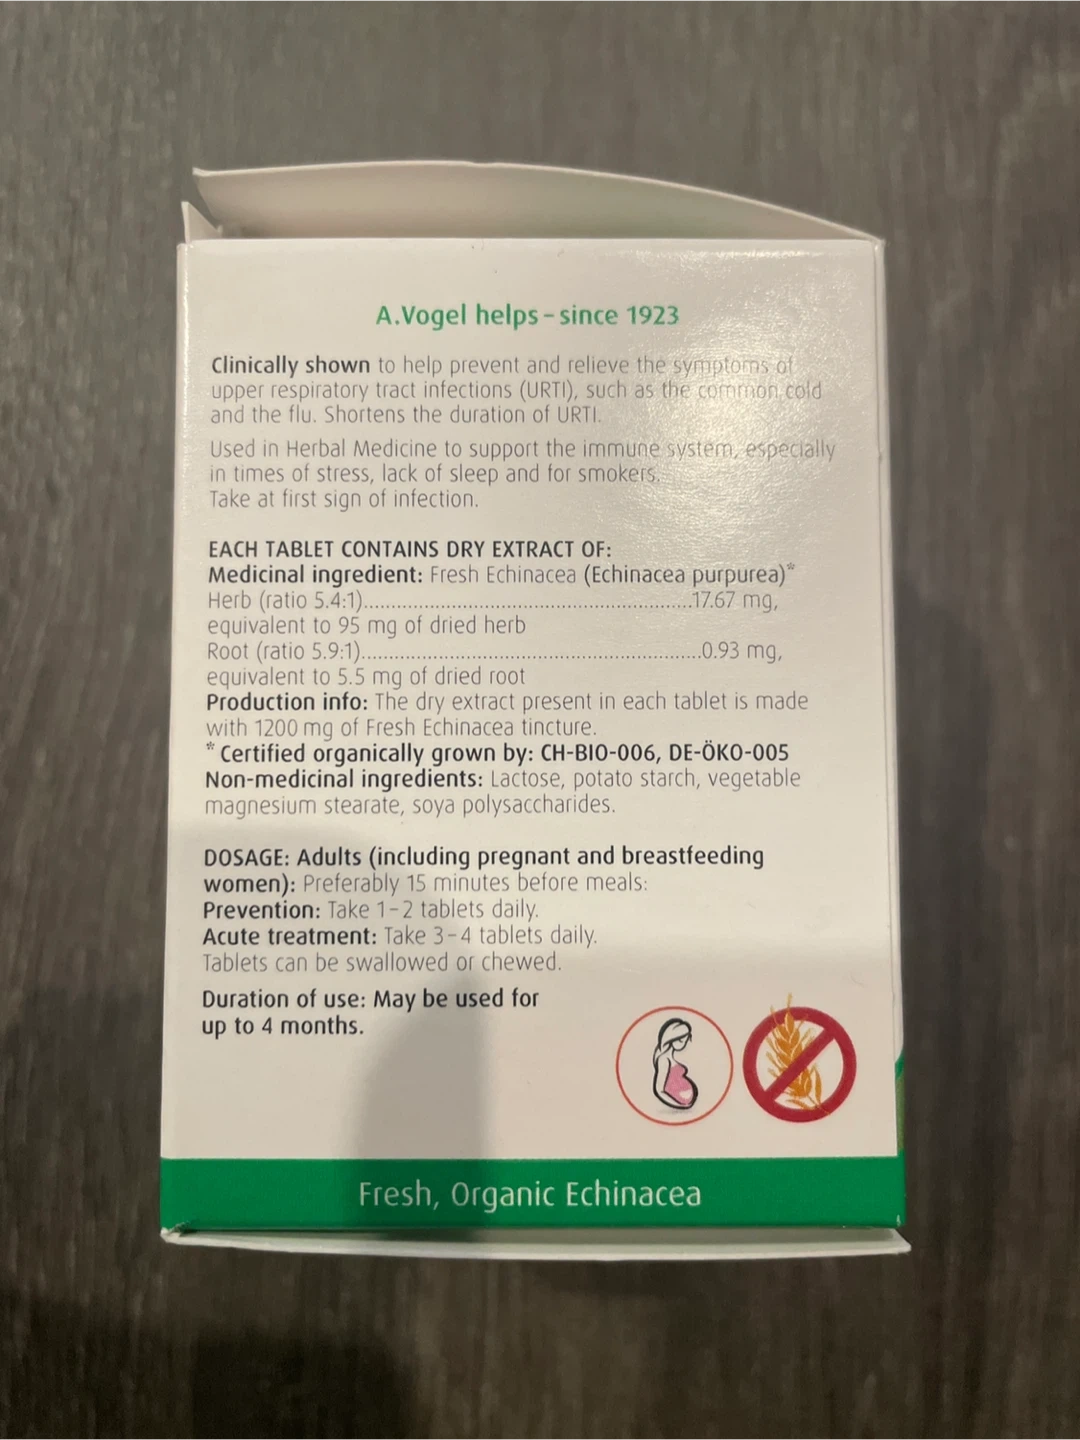 A.Vogel helps – since 1923
Clinically shown to help prevent and relieve the symptoms of
upper respiratory tract infections (URTI), such as the common cold
and the flu. Shortens the duration of URTI.
Used in Herbal Medicine to support the immune system, especially
in times of stress, lack of sleep and for smokers.
Take at first sign of infection.
EACH TABLET CONTAINS DRY EXTRACT OF:
Medicinal ingredient: Fresh Echinacea (Echinacea purpurea)*
Herb (ratio 5.4:1)..........................................................17.67 mg,
equivalent to 95 mg of dried herb
Root (ratio 5.9:1)............................................................0.93 mg,
equivalent to 5.5 mg of dried root
Production info: The dry extract present in each tablet is made
with 1200 mg of Fresh Echinacea tincture.
* Certified organically grown by: CH-BIO-006, DE-ÖKO-005
Non-medicinal ingredients: Lactose, potato starch, vegetable
magnesium stearate, soya polysaccharides.
DOSAGE: Adults (including pregnant and breastfeeding
women): Preferably 15 minutes before meals:
Prevention: Take 1–2 tablets daily.
Acute treatment: Take 3–4 tablets daily.
Tablets can be swallowed or chewed.
Duration of use: May be used for
up to 4 months.
Fresh, Organic Echinacea